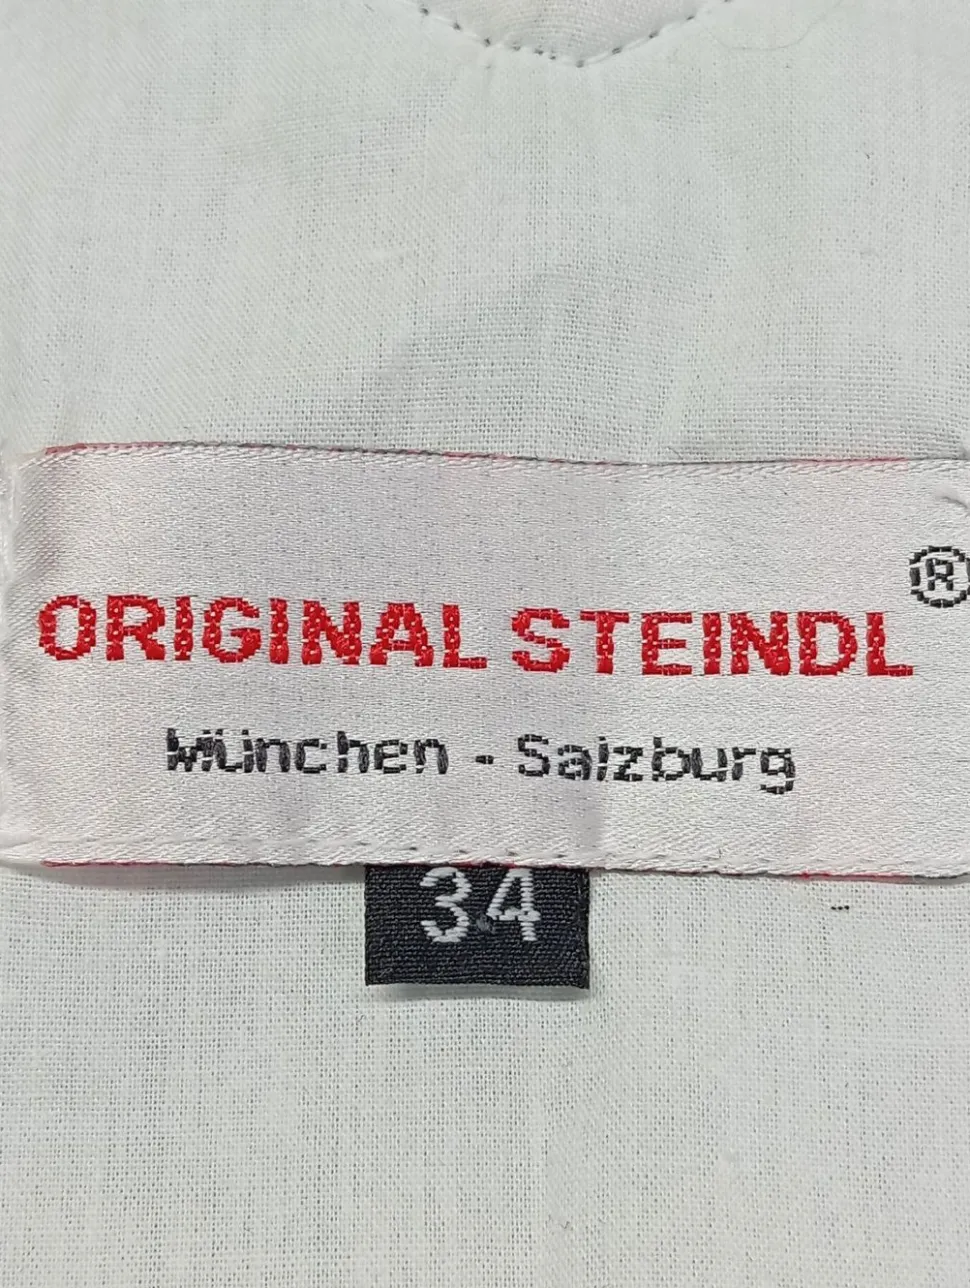 ORIGINAL STEINDL ®
München - Salzburg
34